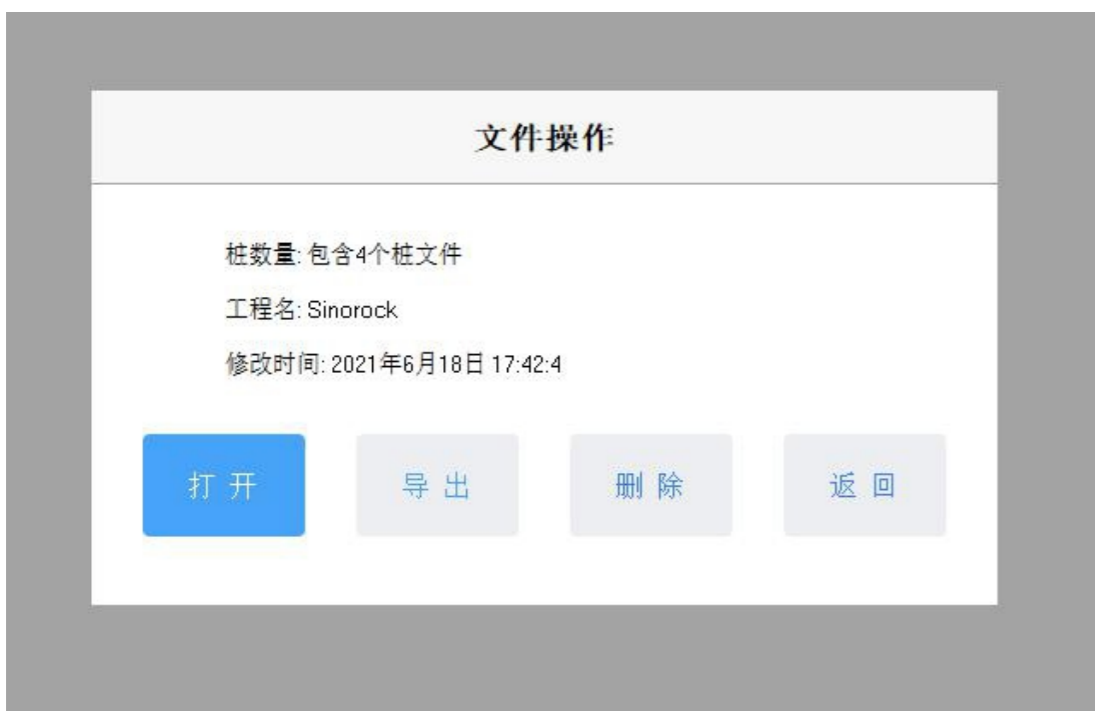 文件操作
桩数量: 包含4个桩文件
工程名: Sinorock
修改时间: 2021年6月18日 17:42:4
打开 导出 删除 返回